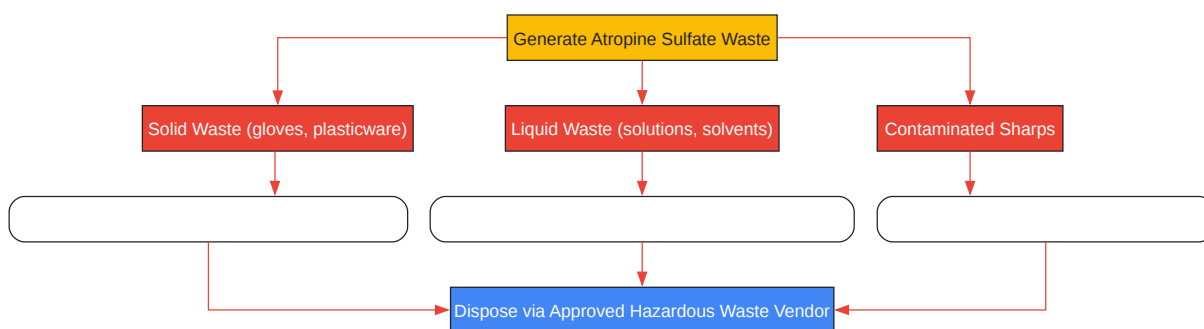 Generate Atropine Sulfate Waste
Solid Waste (gloves, plasticware)
Liquid Waste (solutions, solvents)
Contaminated Sharps
Dispose via Approved Hazardous Waste Vendor